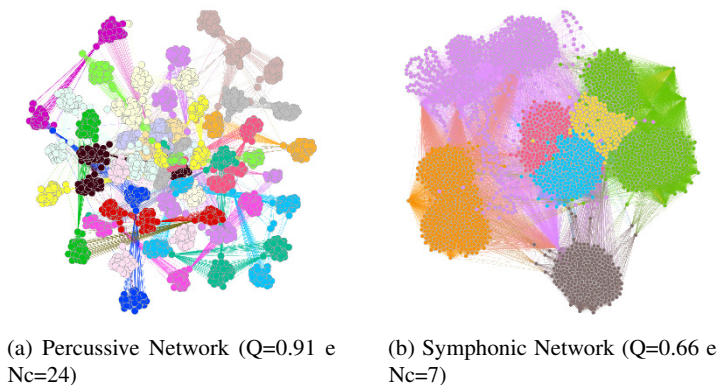 (a) Percussive Network (Q=0.91 e
Nc=24)
(b) Symphonic Network (Q=0.66 e
Nc=7)